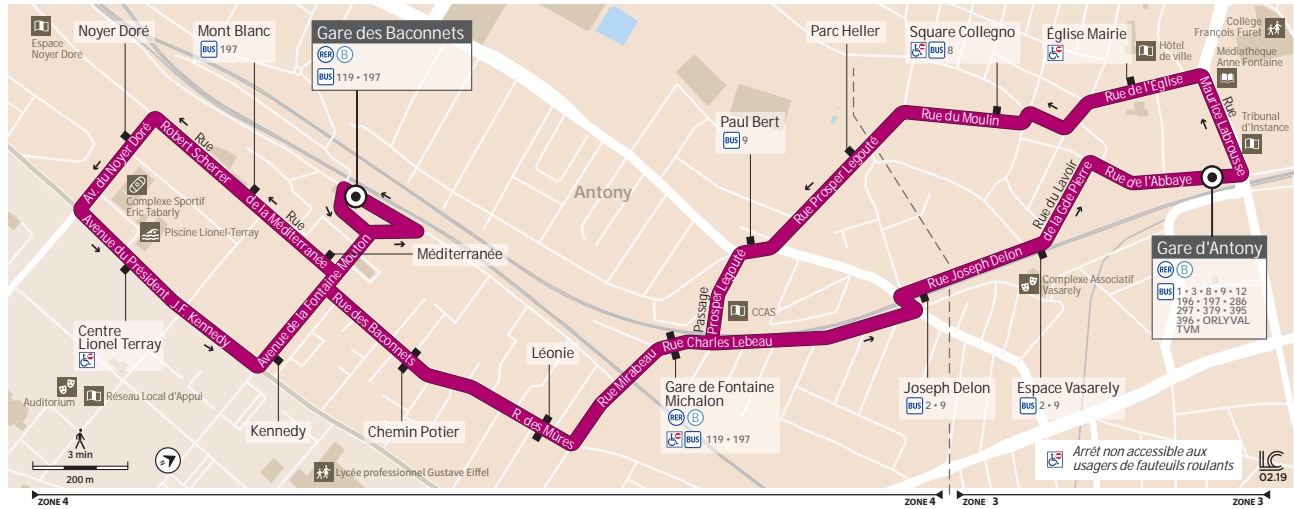 Espace
Noyer Doré
Noyer Doré
Mont Blanc
BUS 197
Gare des Baconnets
RER B
BUS 119 • 197
Parc Heller
Square Collegno
BUS 8
Église Mairie
Hôtel
de ville
Collège
François Furet
Médiathèque
Anne Fontaine
Tribunal
d'Instance
Paul Bert
BUS 9
Antony
Rue
Robert Scherrer
Rue
de la Méditerranée
Av. du Noyer Doré
Complexe Sportif
Eric Tabarly
Piscine Lionel-Terray
Avenue du Président J.F. Kennedy
Avenue de la Fontaine Mouton
Méditerranée
Rue des Baconnets
R. des Mûres
Rue Mirabeau
Rue Charles Lebeau
Passage
Prosper Legouté
Rue Prosper Legouté
Rue du Moulin
Rue de l'Église
Rue
Maurice Labrousse
Rue de l'Abbaye
Rue du Lavoir
de la Gde Pierre
Rue Joseph Delon
CCAS
Complexe Associatif
Vasarely
Gare d'Antony
RER B
BUS 1 • 3 • 8 • 9 • 12
196 • 197 • 286
297 • 379 • 395
396 • ORLYVAL
TVM
Centre
Lionel Terray
Auditorium
Réseau Local d'Appui
Kennedy
Chemin Potier
Léonie
Gare de Fontaine
Michalon
RER B
BUS 119 • 197
Joseph Delon
BUS 2 • 9
Espace Vasarely
BUS 2 • 9
Lycée professionnel Gustave Eiffel
3 min
200 m
Arrêt non accessible aux
usagers de fauteuils roulants
LC
02.19
ZONE 4
ZONE 4
ZONE 3
ZONE 3